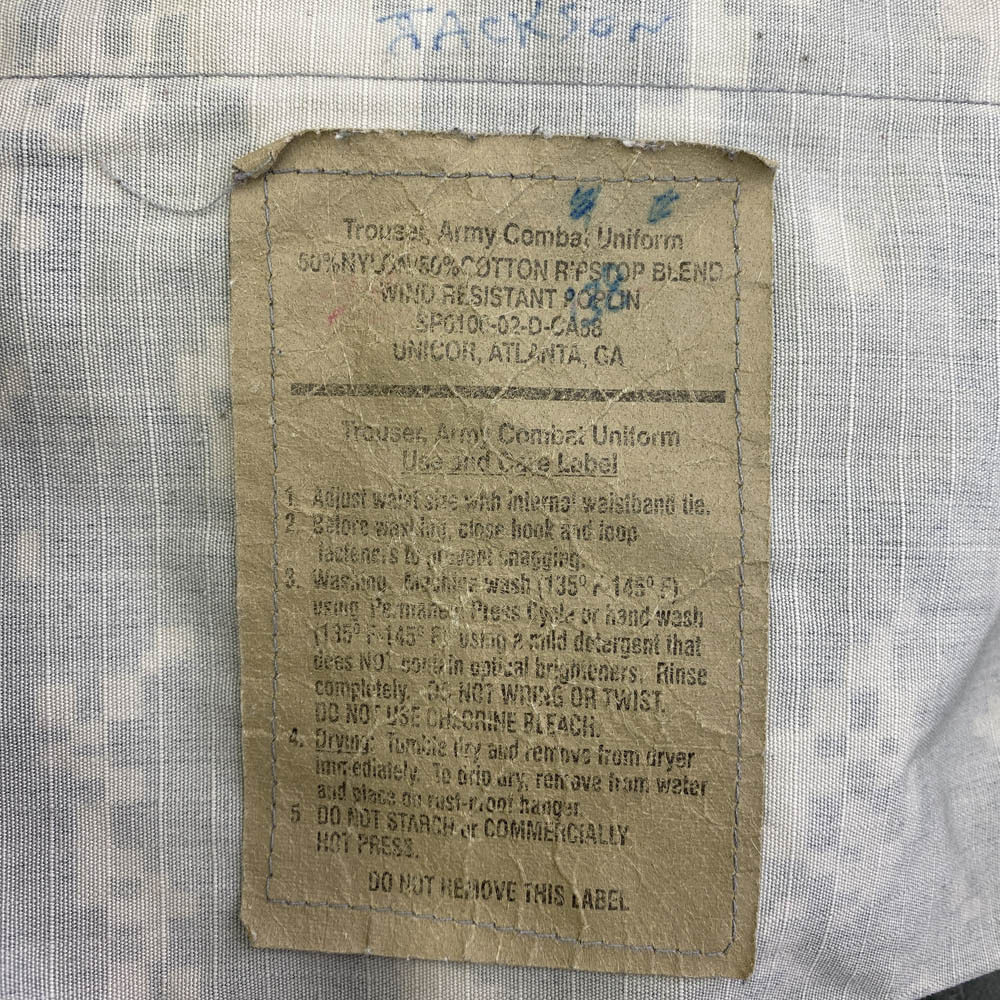 JACKSON
Trouser, Army Combat Uniform
50%NYLON/50%COTTON RIPSTOP BLEND
WIND RESISTANT POPLIN
UNICOR, ATLANTA, GA
Trouser, Army Combat Uniform
Use and Care Label
1. Adjust waist size with internal waistband tie.
2. Before washing, close hook and loop
fasteners to prevent snagging.
3. Washing: Machine wash (135° F-145° F)
using Permanent Press Cycle or hand wash
(135° F-145° F) using a mild detergent that
does NOT contain optical brighteners. Rinse
completely. DO NOT WRING OR TWIST.
DO NOT USE CHLORINE BLEACH.
4. Drying: Tumble dry and remove from dryer
immediately. To drip dry, remove from water
and place on rust-proof hanger.
5 DO NOT STARCH or COMMERCIALLY
HOT PRESS.
DO NOT REMOVE THIS LABEL